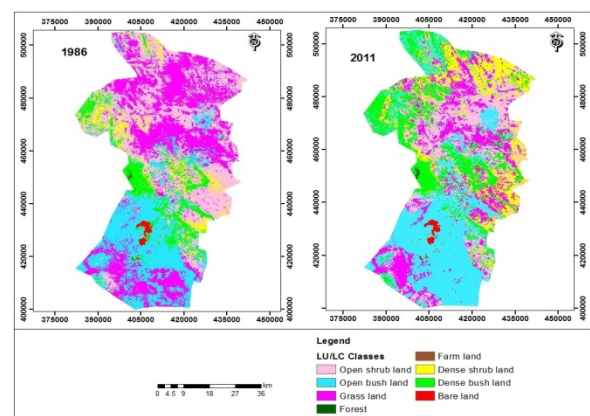 375000 390000 405000 420000 435000 450000
375000 390000 405000 420000 435000 450000
1986
2011
500000 480000 460000 440000 420000 400000
500000 480000 460000 440000 420000 400000
375000 390000 405000 420000 435000 450000
375000 390000 405000 420000 435000 450000
Legend
LU/LC Classes
Farm land
Open shrub land
Dense shrub land
Open bush land
Dense bush land
Grass land
Bare land
Forest
0 4.5 9 18 27 36
km